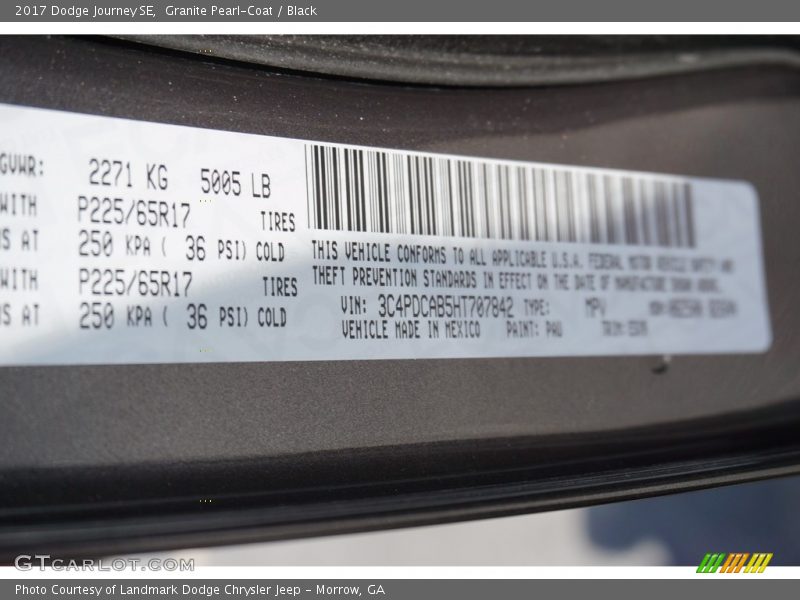 2017 Dodge Journey SE, Granite Pearl-Coat / Black
GVWR: 2271 KG 5005 LB
WITH P225/65R17 TIRES
AT 250 KPA ( 36 PSI) COLD
WITH P225/65R17 TIRES
AT 250 KPA ( 36 PSI) COLD
THIS VEHICLE CONFORMS TO ALL APPLICABLE U.S.A. FEDERAL MOTOR VEHICLE SAFETY AND
THEFT PREVENTION STANDARDS IN EFFECT ON THE DATE OF MANUFACTURE SHOWN ABOVE.
VIN: 3C4PDCAB5HT707842 TYPE: MPV
VEHICLE MADE IN MEXICO PAINT: PAU TRIM:
GTCARLOT.COM
Photo Courtesy of Landmark Dodge Chrysler Jeep - Morrow, GA